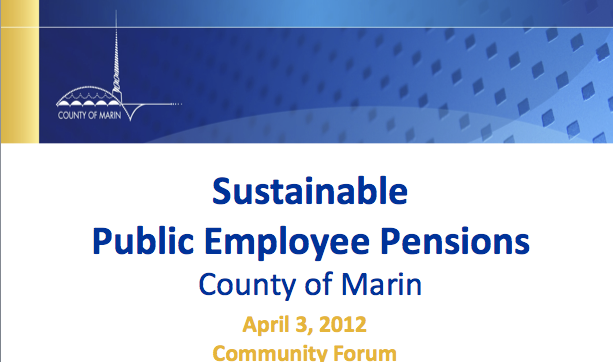 COUNTY OF MARIN
Sustainable
Public Employee Pensions
County of Marin
April 3, 2012
Community Forum